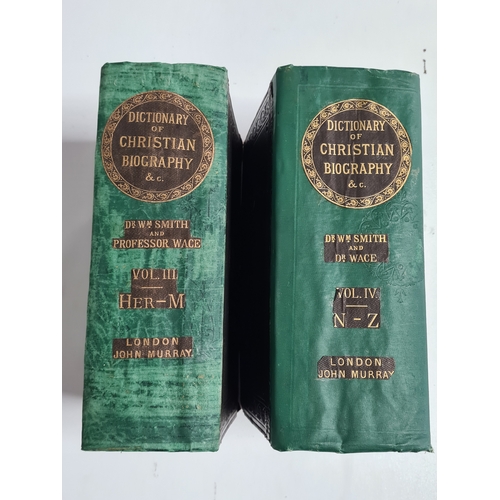 DICTIONARY
OF
CHRISTIAN
BIOGRAPHY
& C.
DR WM SMITH
AND
PROFESSOR WACE
VOL. III.
HER-M
LONDON
JOHN MURRAY
DICTIONARY
OF
CHRISTIAN
BIOGRAPHY
& C.
DR WM SMITH
AND
DR WACE
VOL. IV.
N-Z
LONDON
JOHN MURRAY